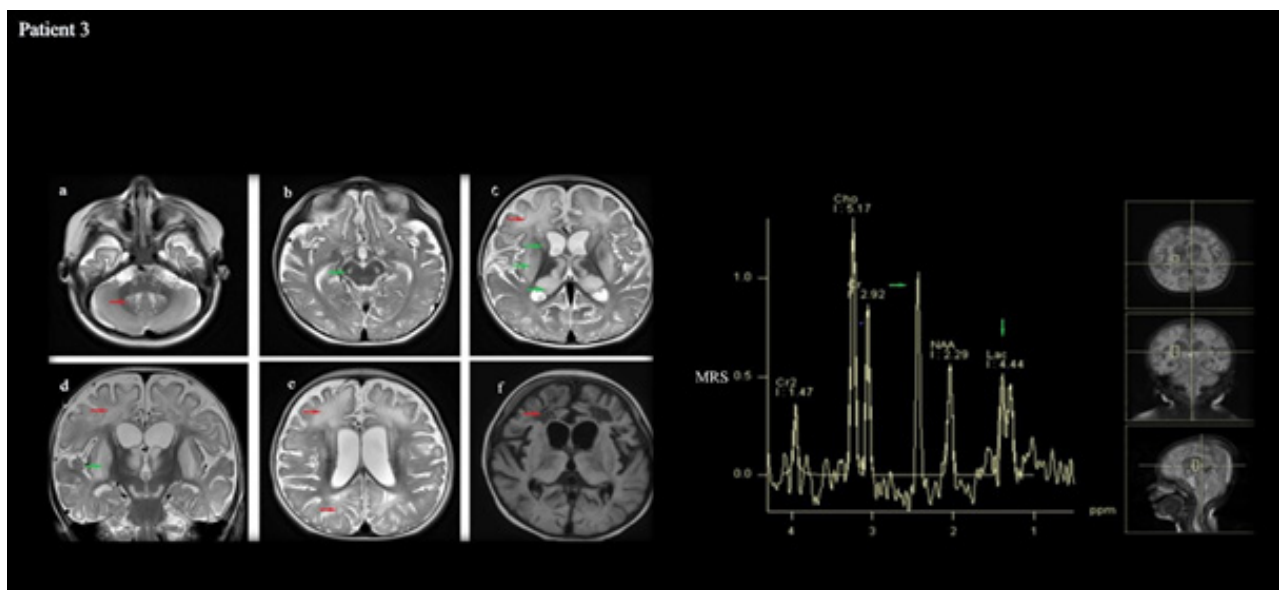 Patient 3
a
b
c
d
e
f
MRS
Cho
I: 5.17
2.92
NAA
I: 2.29
Lac
I: 4.44
Cr2
I: 1.47
1.0
0.5
0.0
4
3
2
1
ppm